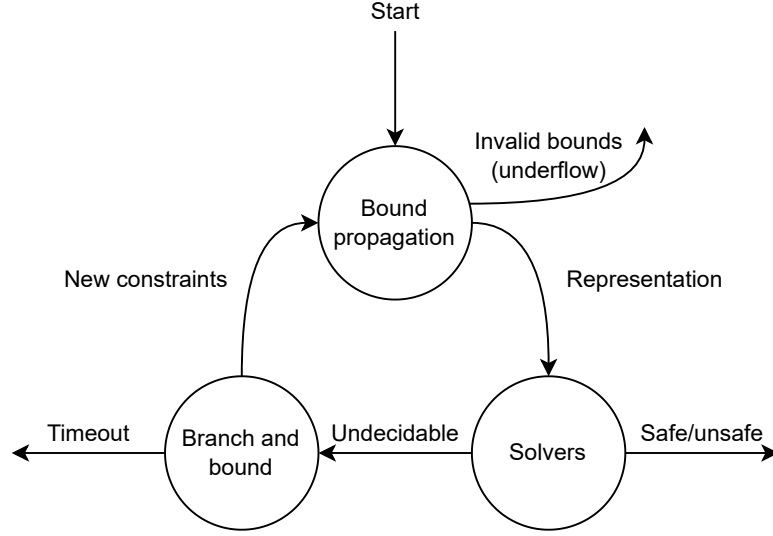 Start
Invalid bounds
(underflow)
Bound
propagation
New constraints
Representation
Timeout
Branch and
bound
Undecidable
Solvers
Safe/unsafe